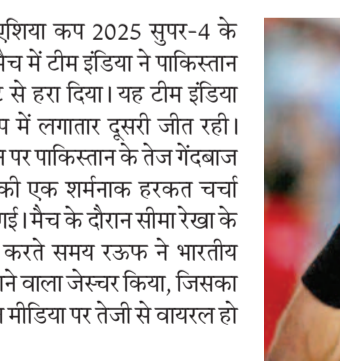 एशिया कप 2025 सुपर-4 के
मैच में टीम इंडिया ने पाकिस्तान
से हरा दिया। यह टीम इंडिया
में लगातार दूसरी जीत रही।
पर पाकिस्तान के तेज गेंदबाज
की एक शर्मनाक हरकत चर्चा
गई। मैच के दौरान सीमा रेखा के
करते समय रऊफ ने भारतीय
वाला जेस्चर किया, जिसका
मीडिया पर तेजी से वायरल हो